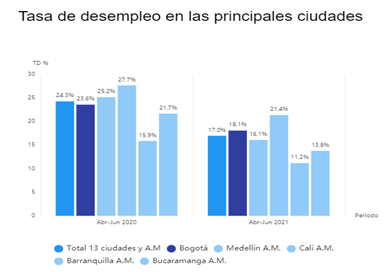 Tasa de desempleo en las principales ciudades
TD %
30
25
20
15
10
5
0
24.3%
23.6%
25.2%
27.7%
15.9%
21.7%
17.0%
18.1%
16.1%
21.4%
11.2%
13.8%
Abr-Jun 2020
Abr-Jun 2021
Periodo
Total 13 ciudades y A.M
Bogotá
Medellín A.M.
Cali A.M.
Barranquilla A.M.
Bucaramanga A.M.